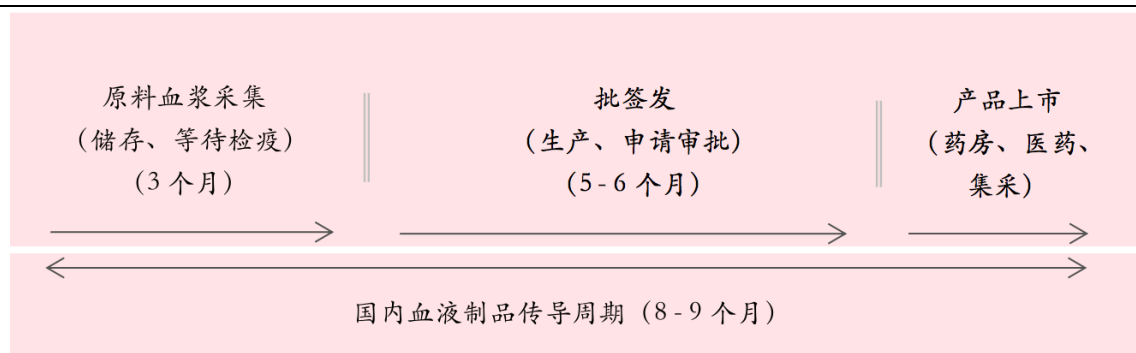 原料血浆采集
（储存、等待检疫）
（3 个月）
批签发
（生产、申请审批）
（5 - 6 个月）
产品上市
（药房、医药、
集采）
国内血液制品传导周期（8 - 9 个月）